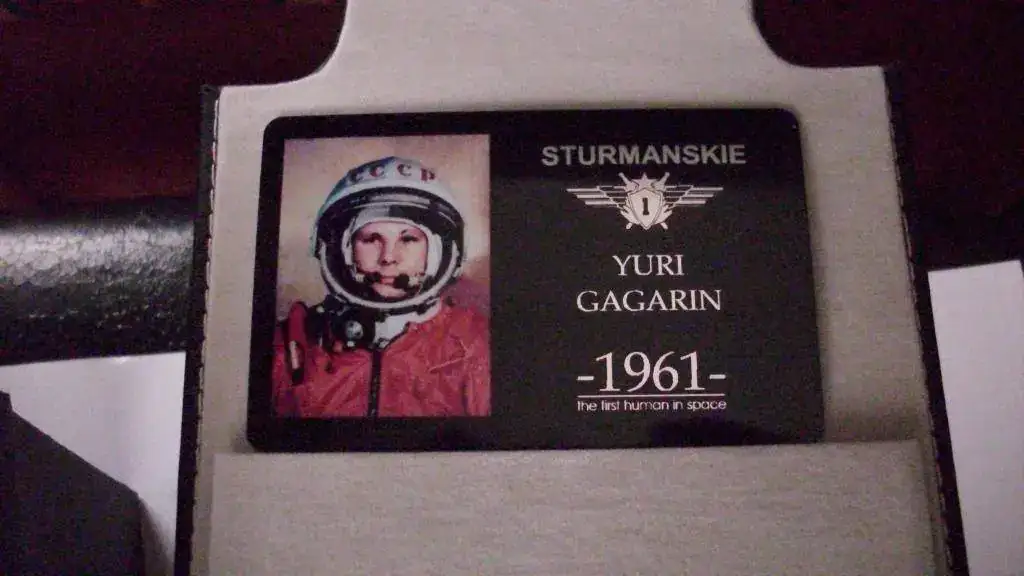 СССР
STURMANSKIE
1
YURI
GAGARIN
-1961-
the first human in space